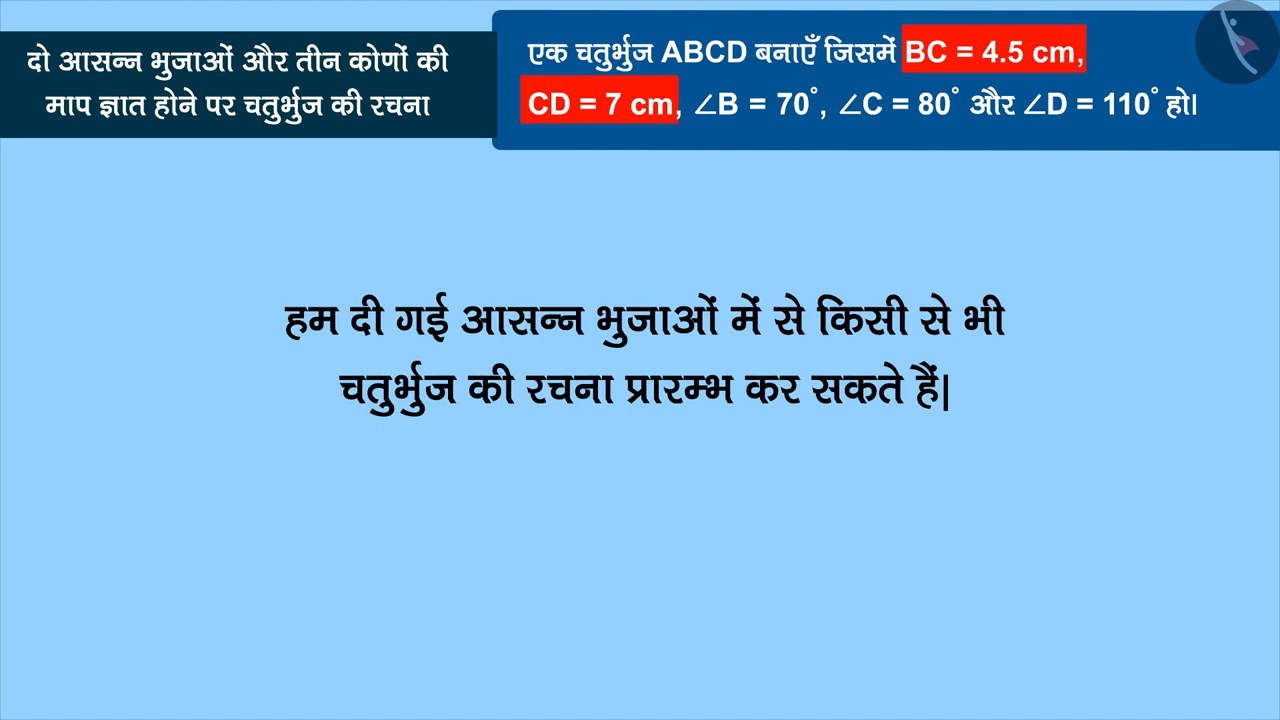 दो आसन्न भुजाओं और तीन कोणों की
माप ज्ञात होने पर चतुर्भुज की रचना
एक चतुर्भुज ABCD बनाएँ जिसमें BC = 4.5 cm,
CD = 7 cm, ∠B = 70°, ∠C = 80° और ∠D = 110° हो।
हम दी गई आसन्न भुजाओं में से किसी से भी
चतुर्भुज की रचना प्रारम्भ कर सकते हैं|